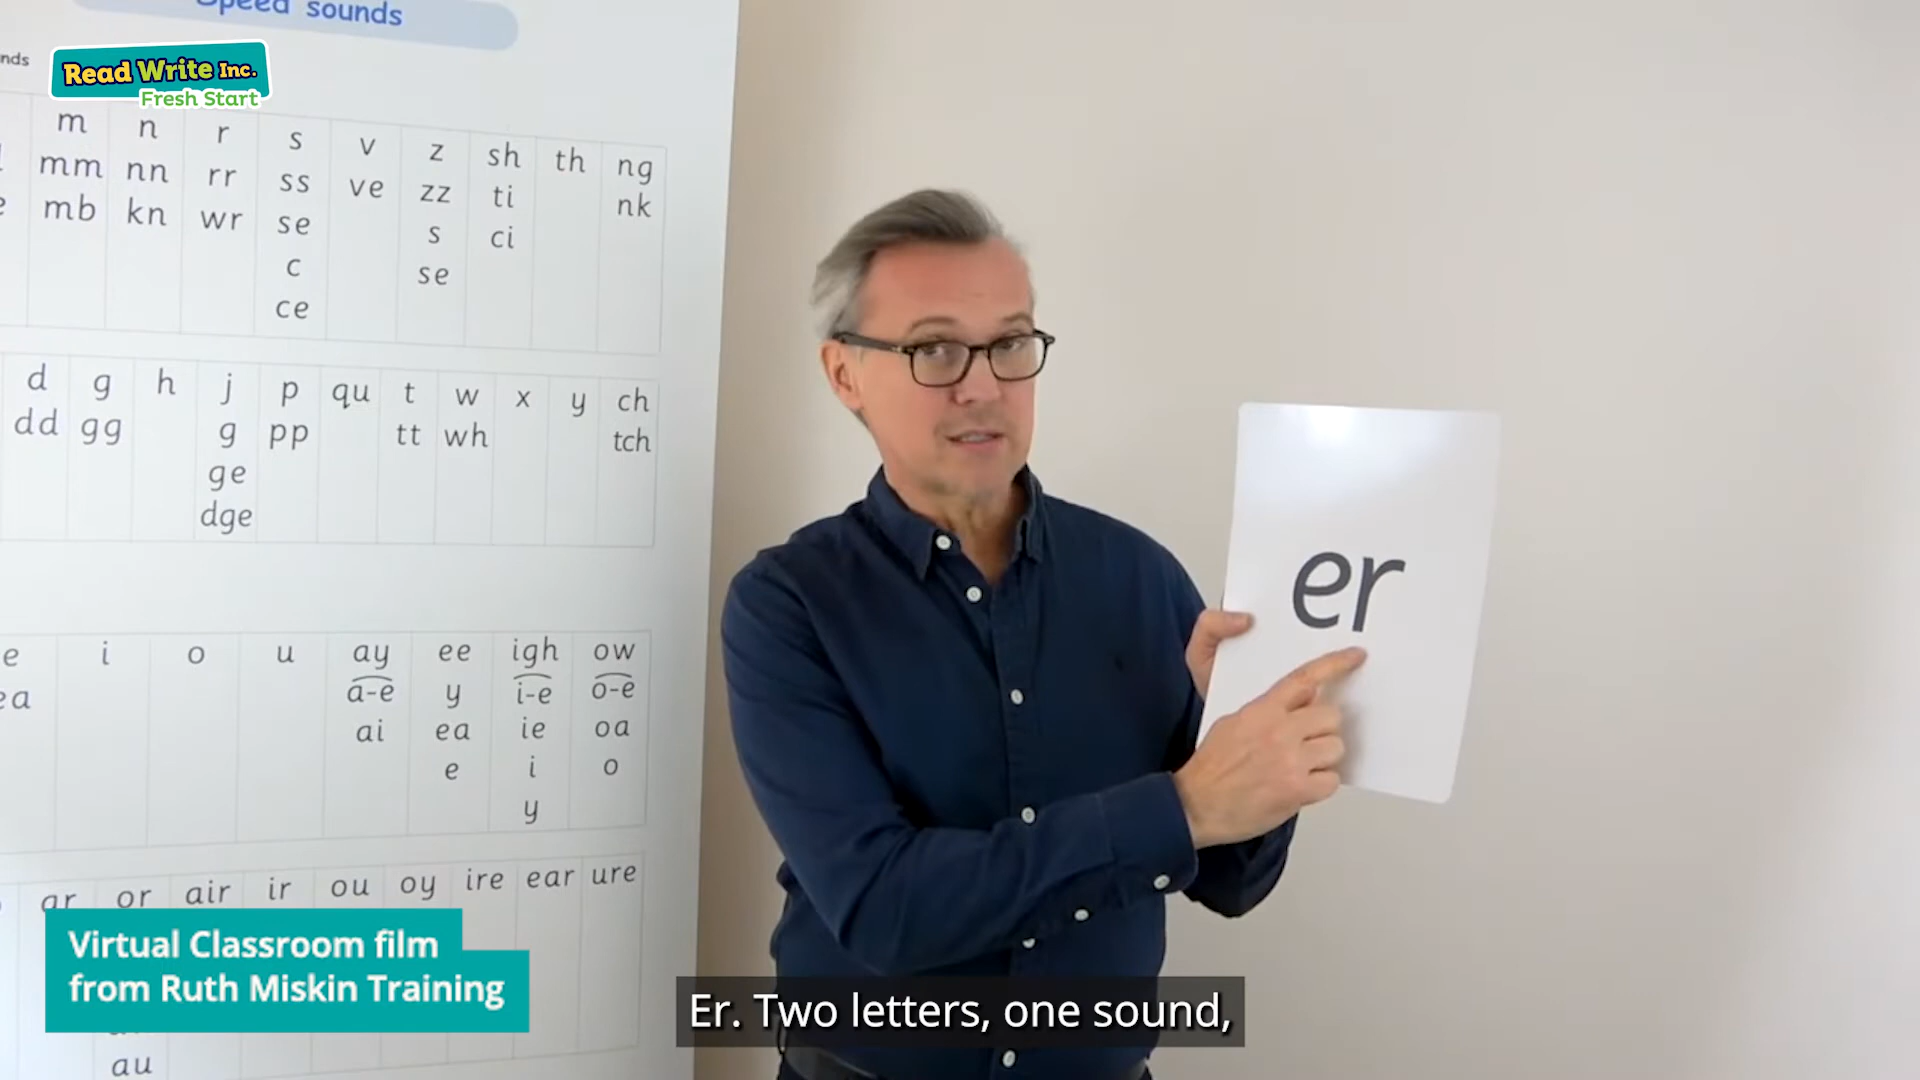 Speed sounds
nds
Read Write Inc.
Fresh Start
m n r s v z sh th ng
mm nn rr ss ve zz ti nk
mb kn wr se s ci
c se
ce
d g h j p qu t w x y ch
dd gg g pp tt wh tch
ge
dge
e i o u ay ee igh ow
ea a-e y i-e o-e
ai ea ie oa
e i o
y
ar or air ir ou oy ire ear ure
au
er
Virtual Classroom film
from Ruth Miskin Training
Er. Two letters, one sound,